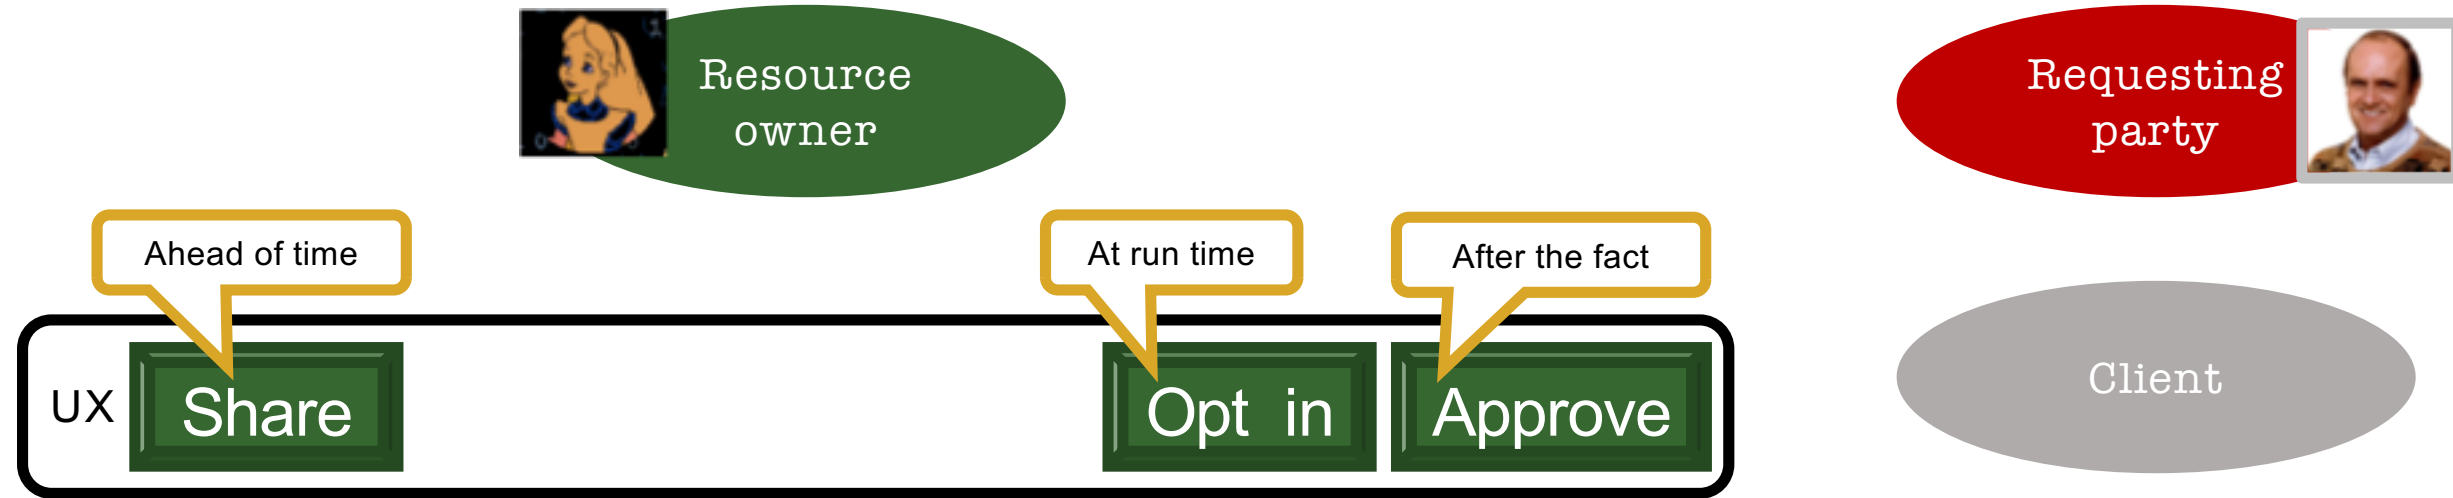 Resource
owner
Requesting
party
Ahead of time
At run time
After the fact
UX
Share
Opt in
Approve
Client